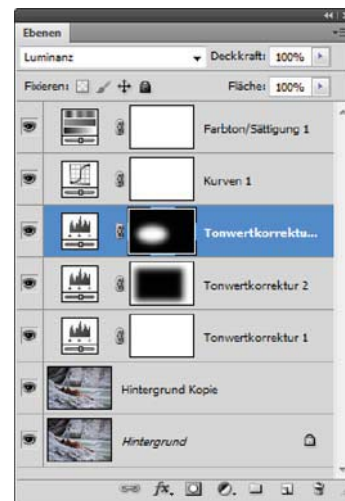 Ebenen
Luminanz Deckkraft: 100%
Fixieren: Fläche: 100%
Farbton/Sättigung 1
Kurven 1
Tonwertkorrektu...
Tonwertkorrektur 2
Tonwertkorrektur 1
Hintergrund Kopie
Hintergrund
fx.